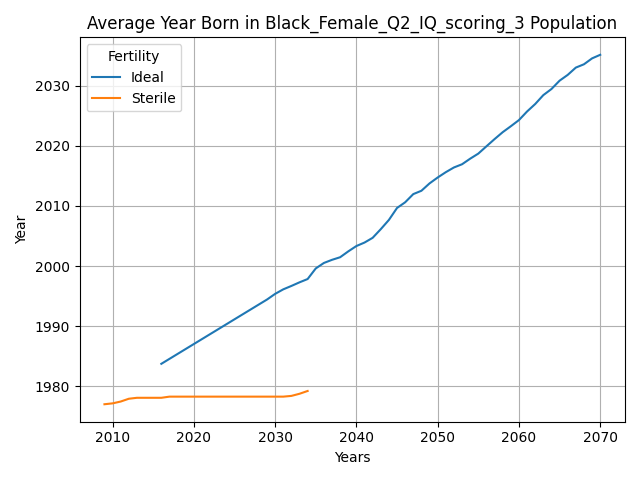 Average Year Born in Black_Female_Q2_IQ_scoring_3 Population
Fertility
Ideal
Sterile
Year
2030
2020
2010
2000
1990
1980
2010 2020 2030 2040 2050 2060 2070
Years